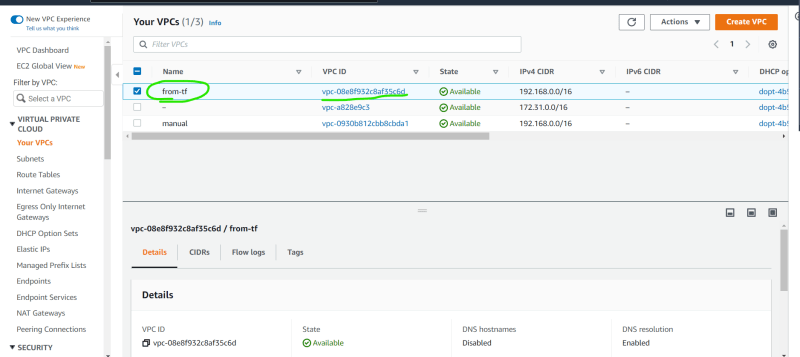 New VPC Experience
Tell us what you think
VPC Dashboard
EC2 Global View New
Filter by VPC:
Select a VPC
VIRTUAL PRIVATE
CLOUD
Your VPCs
Subnets
Route Tables
Internet Gateways
Egress Only Internet
Gateways
DHCP Option Sets
Elastic IPs
Managed Prefix Lists
Endpoints
Endpoint Services
NAT Gateways
Peering Connections
SECURITY
Your VPCs (1/3) Info
Actions
Create VPC
Filter VPCs
1
Name VPC ID State IPv4 CIDR IPv6 CIDR DHCP op
from-tf vpc-08e8f932c8af35c6d Available 192.168.0.0/16 – dopt-4b5
– vpc-a828e9c3 Available 172.31.0.0/16 – dopt-4b5
manual vpc-0930b812cbb8cbda1 Available 192.168.0.0/16 – dopt-4b5
vpc-08e8f932c8af35c6d / from-tf
Details CIDRs Flow logs Tags
Details
VPC ID State DNS hostnames DNS resolution
vpc-08e8f932c8af35c6d Available Disabled Enabled